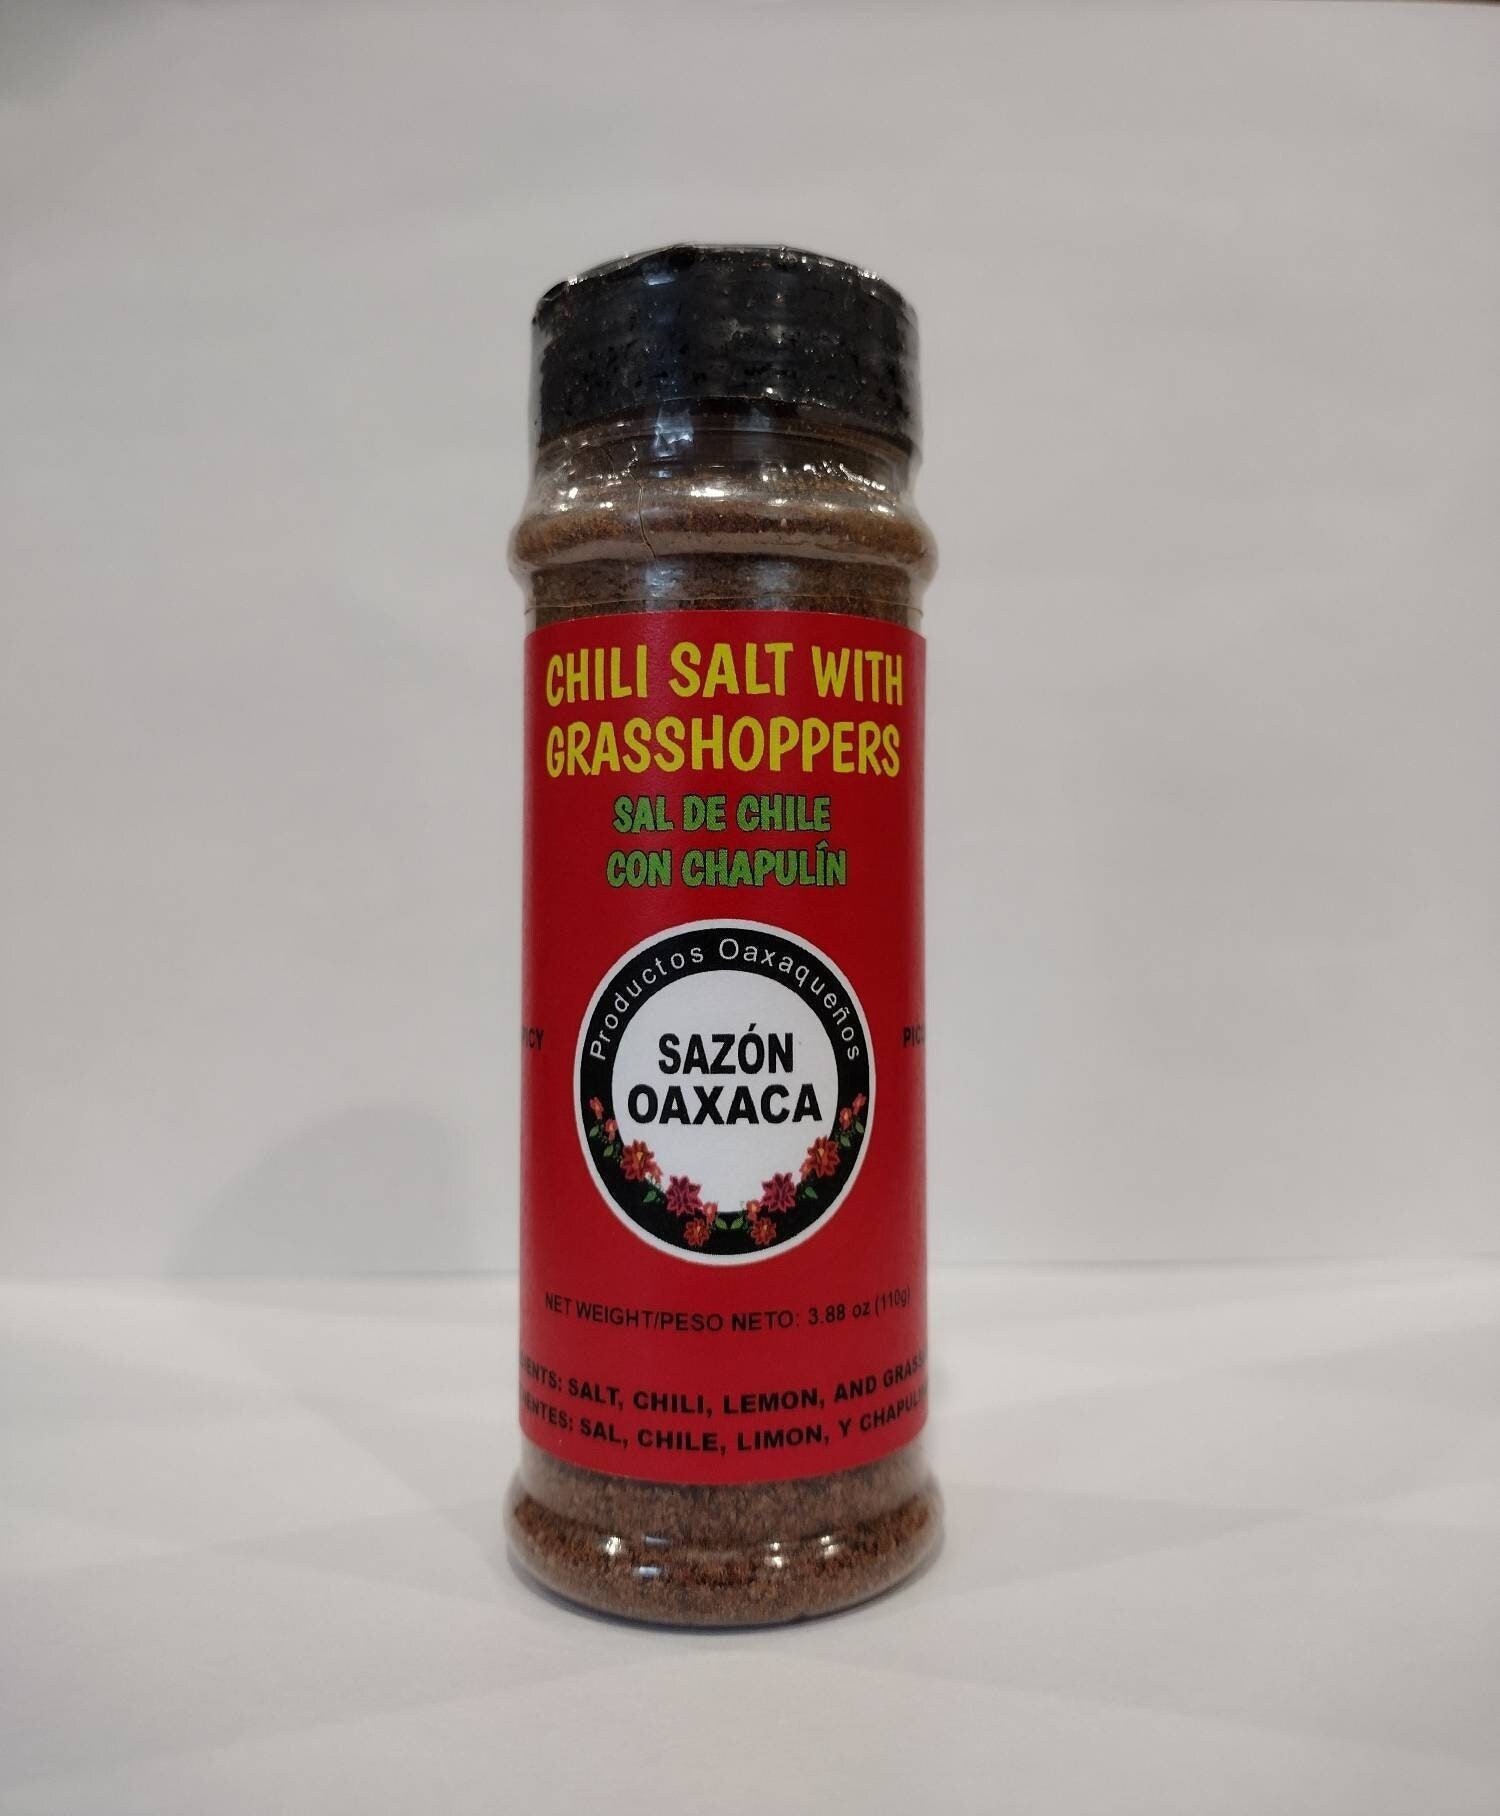 CHILI SALT WITH
GRASSHOPPERS
SAL DE CHILE
CON CHAPULÍN
Productos Oaxaqueños
SAZÓN
OAXACA
NET WEIGHT/PESO NETO: 3.88 oz (110g)
SALT, CHILI, LEMON, AND
SAL, CHILE, LIMON, Y